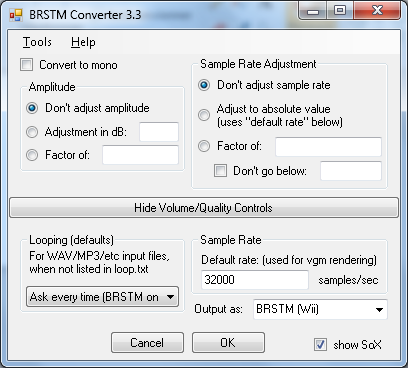 BRSTM Converter 3.3
Tools Help
Convert to mono
Amplitude
Don't adjust amplitude
Adjustment in dB:
Factor of:
Sample Rate Adjustment
Don't adjust sample rate
Adjust to absolute value
(uses "default rate" below)
Factor of:
Don't go below:
Hide Volume/Quality Controls
Looping (defaults)
For WAV/MP3/etc input files,
when not listed in loop.txt
Ask every time (BRSTM on
Sample Rate
Default rate: (used for vgm rendering)
32000 samples/sec
Output as: BRSTM (Wii)
Cancel OK show SoX